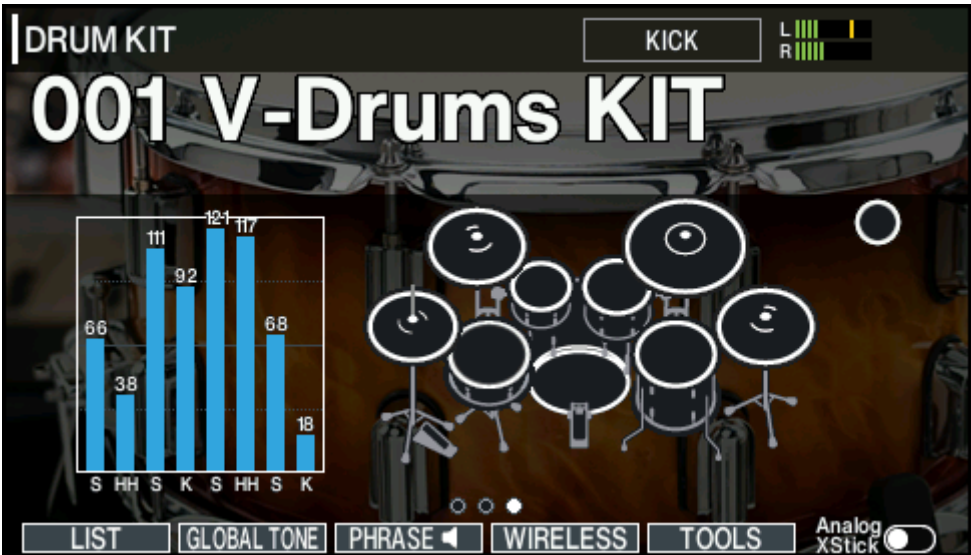 DRUM KIT
KICK
L
R
001 V-Drums KIT
66 38 111 92 121 117 68 18
S HH S K S HH S K
LIST GLOBAL TONE PHRASE WIRELESS TOOLS
Analog
XStick